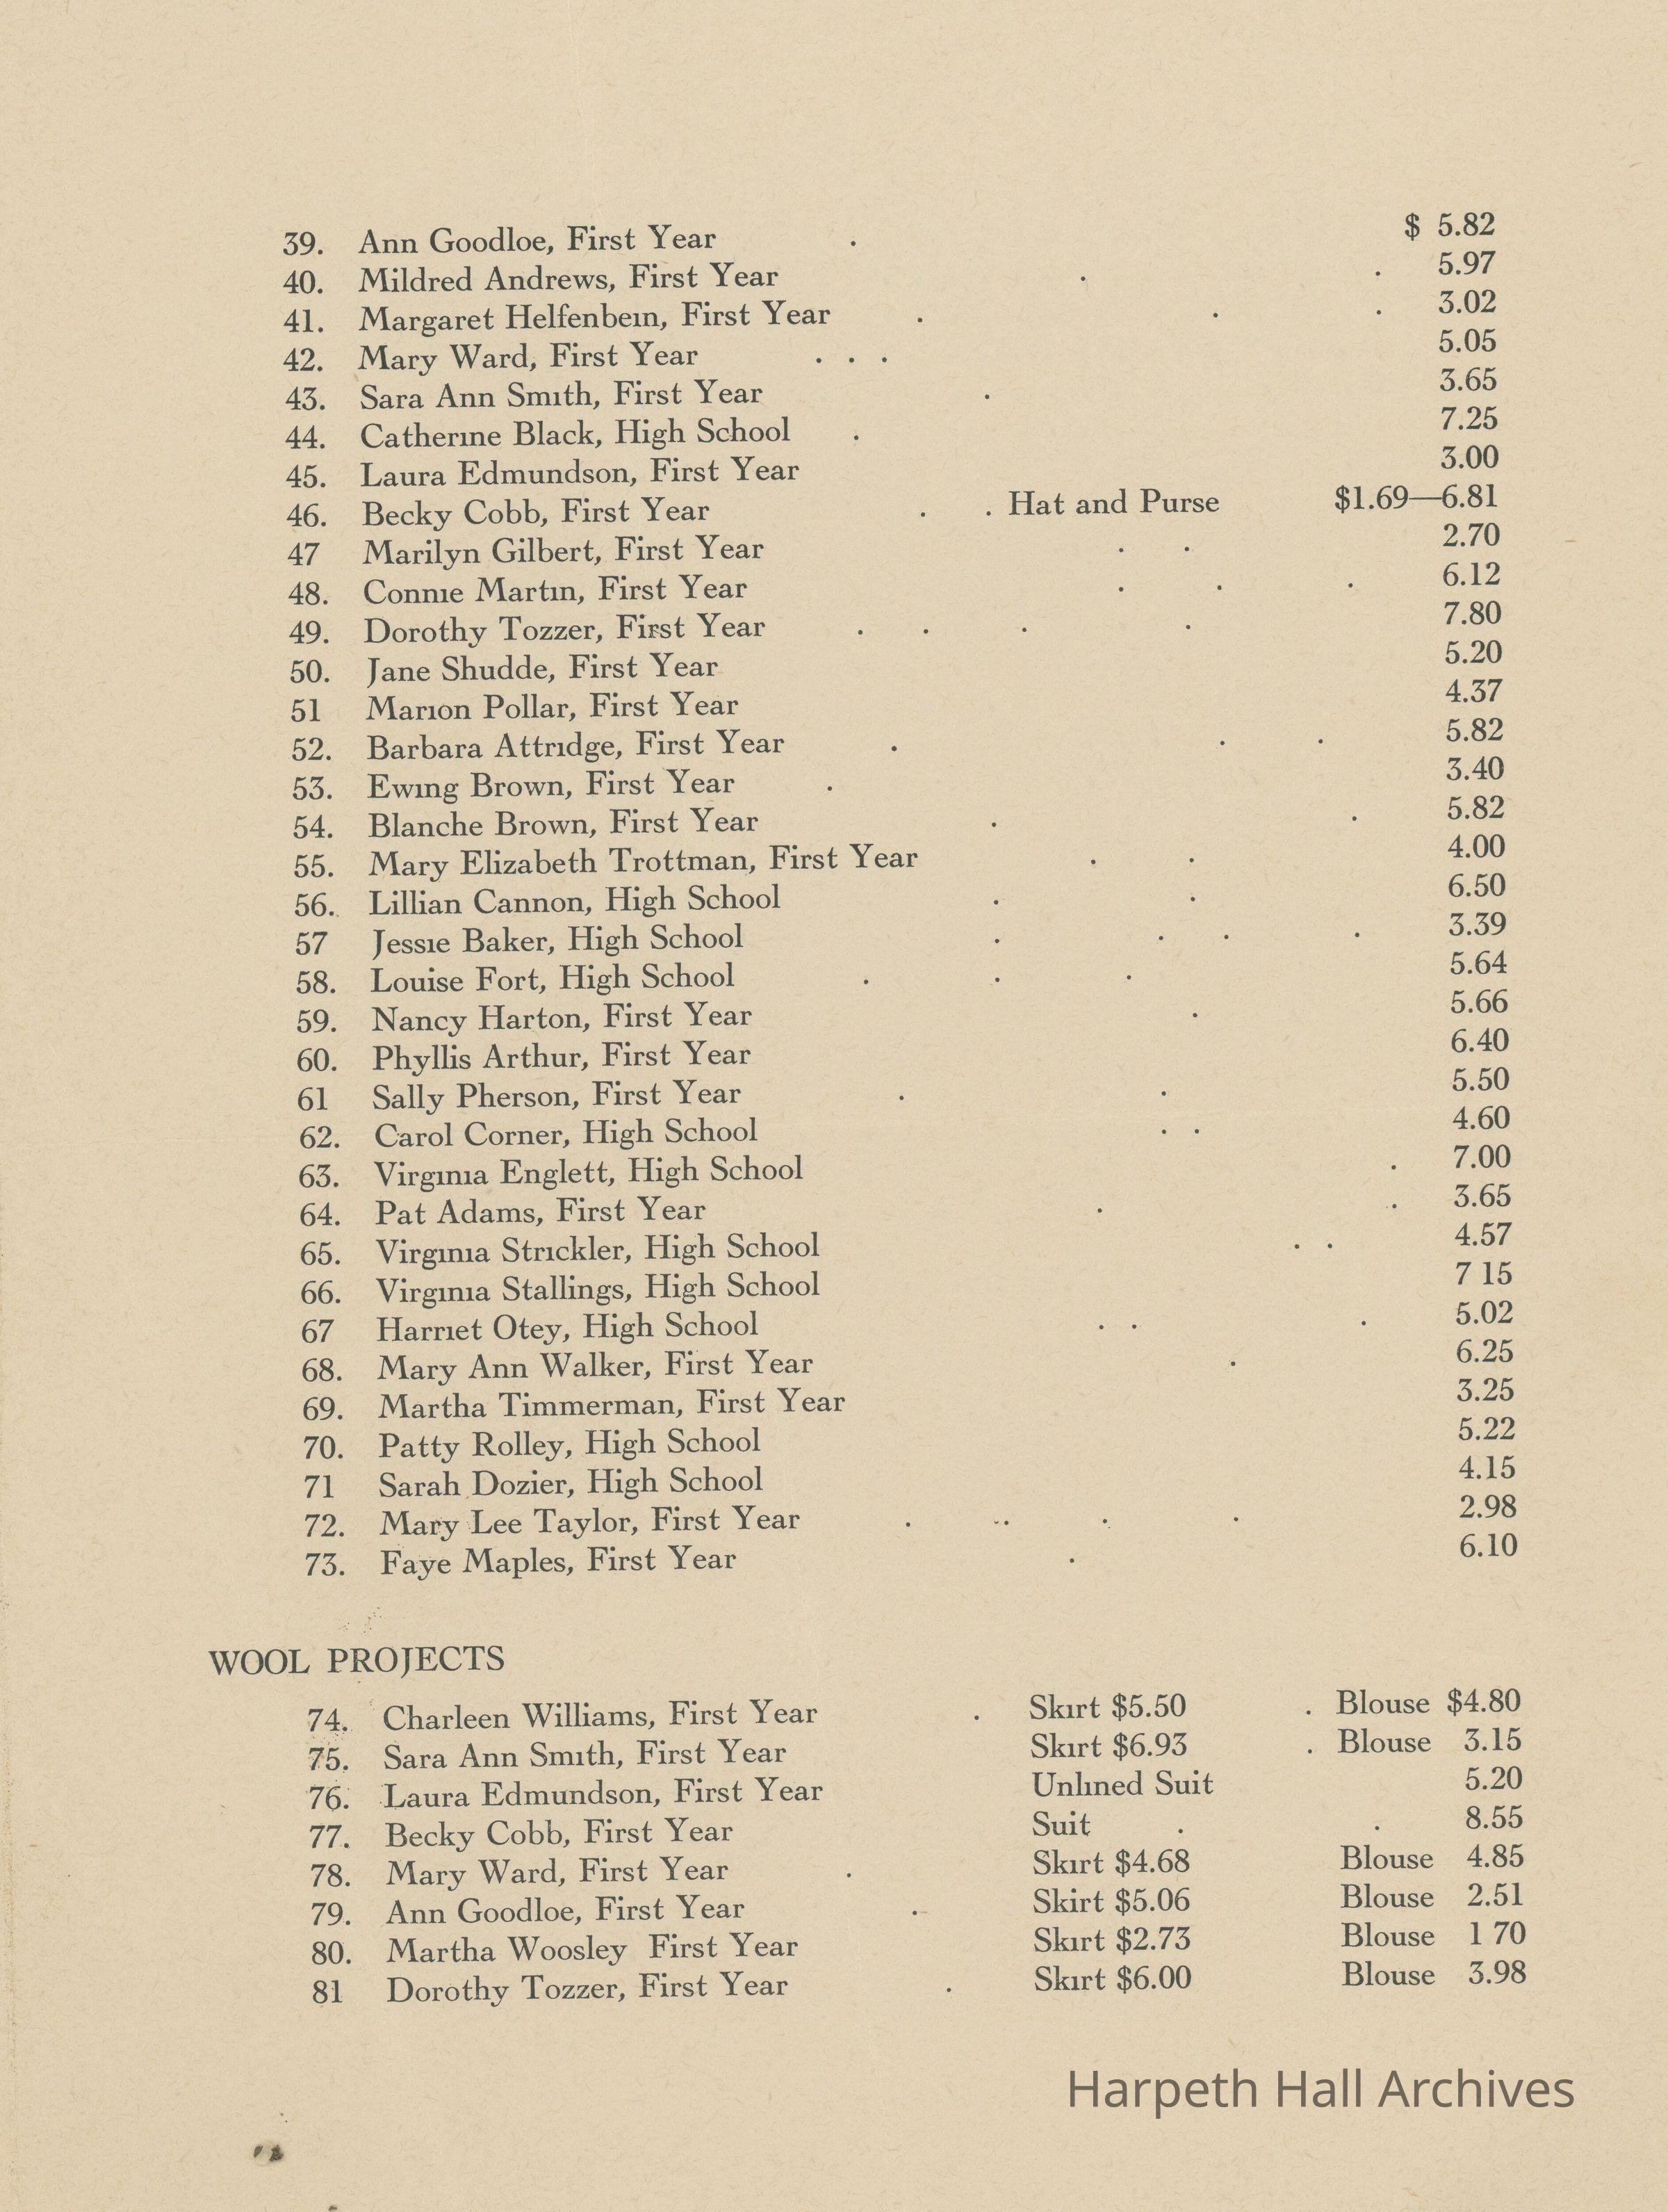 39. Ann Goodloe, First Year . $ 5.82
40. Mildred Andrews, First Year . . 5.97
41. Margaret Helfenbein, First Year . . . 3.02
42. Mary Ward, First Year . . . 5.05
43. Sara Ann Smith, First Year . 3.65
44. Catherine Black, High School . 7.25
45. Laura Edmundson, First Year 3.00
46. Becky Cobb, First Year . . Hat and Purse $1.69—6.81
47 Marilyn Gilbert, First Year . . 2.70
48. Connie Martin, First Year . . . 6.12
49. Dorothy Tozzer, First Year . . . . 7.80
50. Jane Shudde, First Year 5.20
51 Marion Pollar, First Year 4.37
52. Barbara Attridge, First Year . . . 5.82
53. Ewing Brown, First Year . 3.40
54. Blanche Brown, First Year . . 5.82
55. Mary Elizabeth Trottman, First Year . . 4.00
56. Lillian Cannon, High School . . 6.50
57 Jessie Baker, High School . . . . 3.39
58. Louise Fort, High School . . . 5.64
59. Nancy Harton, First Year . 5.66
60. Phyllis Arthur, First Year 6.40
61 Sally Pherson, First Year . . 5.50
62. Carol Corner, High School . . 4.60
63. Virginia Englett, High School . 7.00
64. Pat Adams, First Year . . 3.65
65. Virginia Strickler, High School . . 4.57
66. Virginia Stallings, High School 7 15
67 Harriet Otey, High School . . . 5.02
68. Mary Ann Walker, First Year . 6.25
69. Martha Timmerman, First Year 3.25
70. Patty Rolley, High School 5.22
71 Sarah Dozier, High School 4.15
72. Mary Lee Taylor, First Year . . . . 2.98
73. Faye Maples, First Year . 6.10
WOOL PROJECTS
74. Charleen Williams, First Year . Skirt $5.50 . Blouse $4.80
75. Sara Ann Smith, First Year Skirt $6.93 . Blouse 3.15
76. Laura Edmundson, First Year Unlined Suit 5.20
77. Becky Cobb, First Year Suit . . 8.55
78. Mary Ward, First Year . Skirt $4.68 Blouse 4.85
79. Ann Goodloe, First Year . Skirt $5.06 Blouse 2.51
80. Martha Woosley First Year Skirt $2.73 Blouse 1 70
81 Dorothy Tozzer, First Year . Skirt $6.00 Blouse 3.98
Harpeth Hall Archives